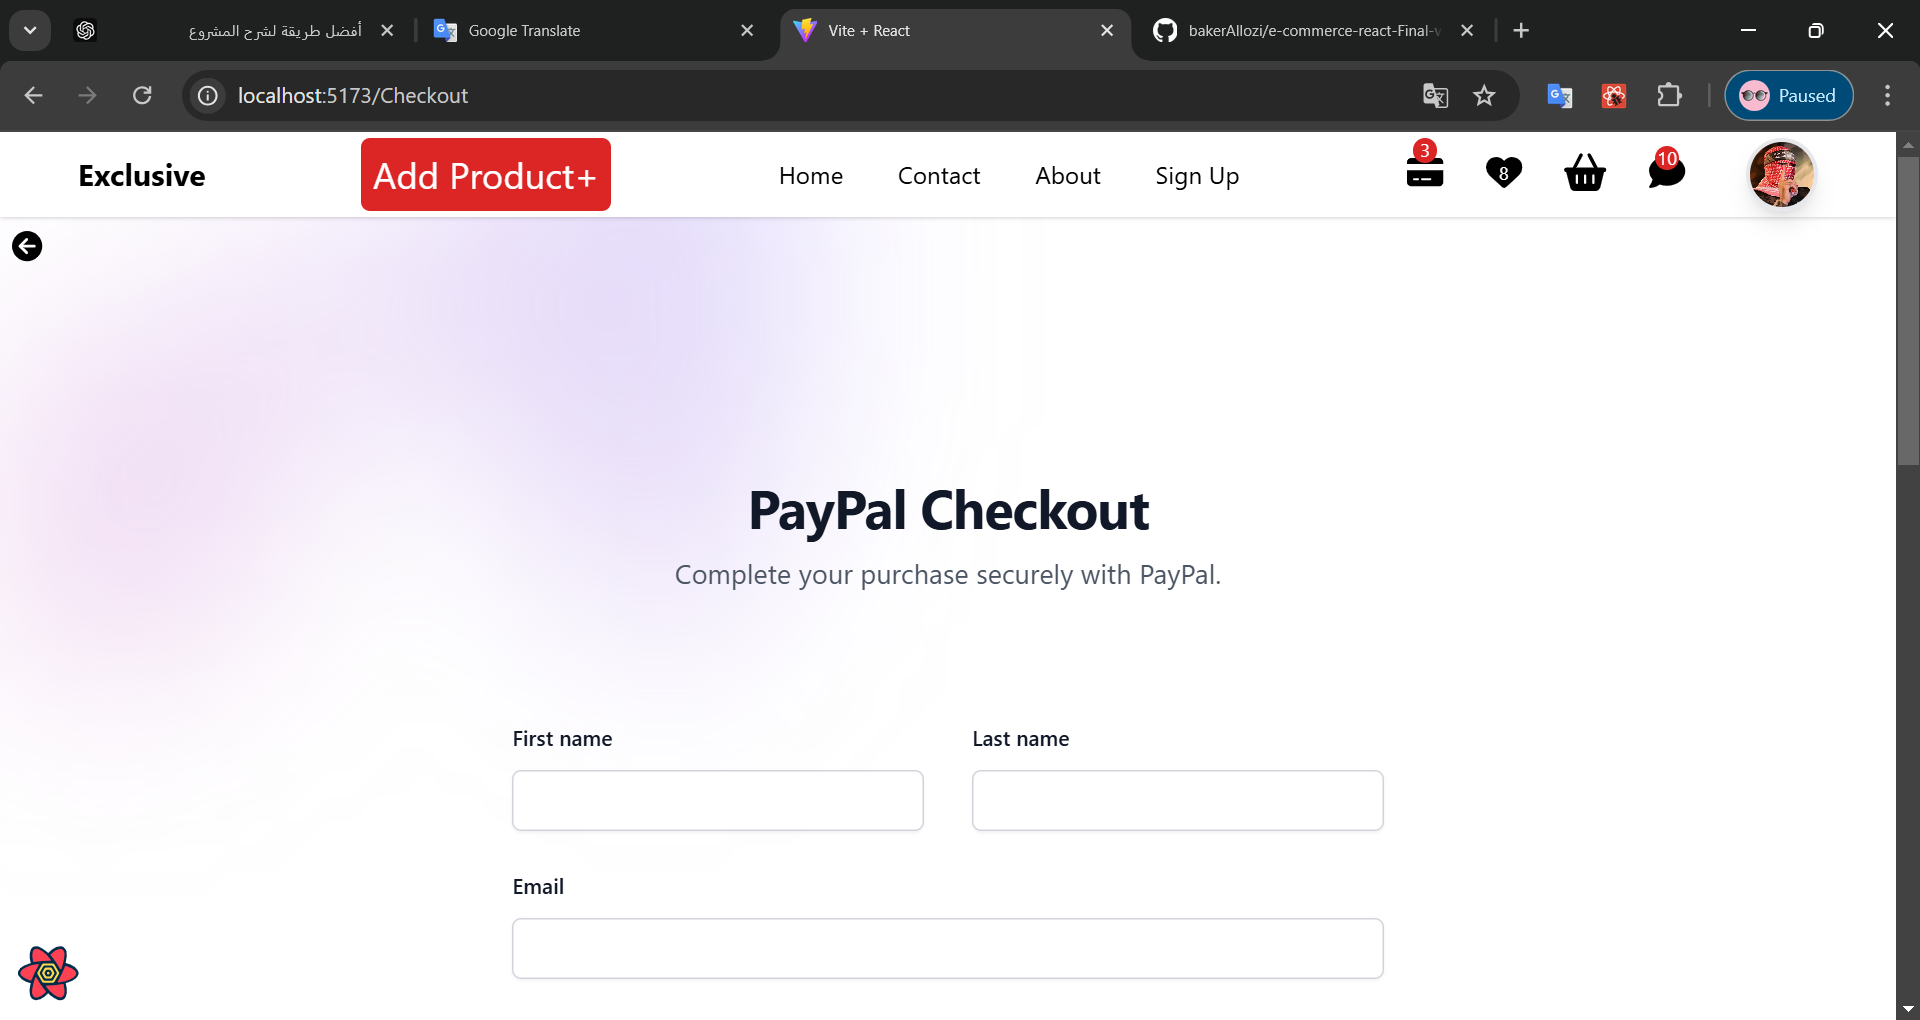 أفضل طريقة لشرح المشروع
Google Translate
Vite + React
bakerAllozi/e-commerce-react-Final-v
localhost:5173/Checkout
Paused
Exclusive
Add Product+
Home
Contact
About
Sign Up
3
8
10
PayPal Checkout
Complete your purchase securely with PayPal.
First name
Last name
Email